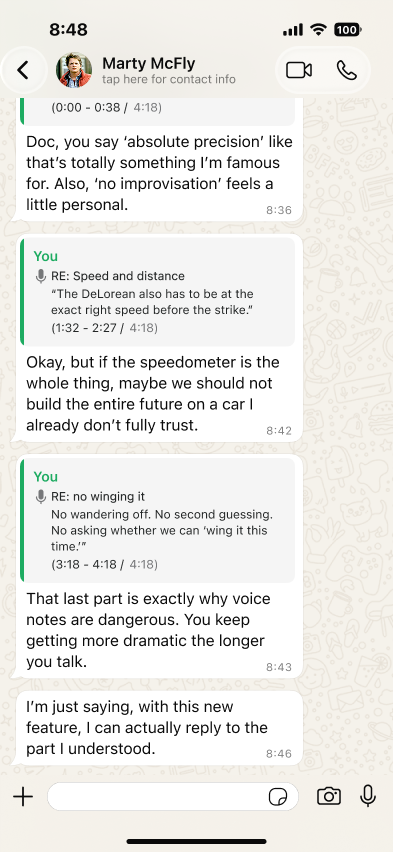 8:48
100
Marty McFly
tap here for contact info
(0:00 - 0:38 / 4:18)
Doc, you say ‘absolute precision’ like
that’s totally something I’m famous
for. Also, ‘no improvisation’ feels a
little personal.
8:36
You
RE: Speed and distance
“The DeLorean also has to be at the
exact right speed before the strike.”
(1:32 - 2:27 / 4:18)
Okay, but if the speedometer is the
whole thing, maybe we should not
build the entire future on a car I
already don’t fully trust.
8:42
You
RE: no winging it
No wandering off. No second guessing.
No asking whether we can ‘wing it this
time.’”
(3:18 - 4:18 / 4:18)
That last part is exactly why voice
notes are dangerous. You keep
getting more dramatic the longer
you talk.
8:43
I’m just saying, with this new
feature, I can actually reply to the
part I understood.
8:46